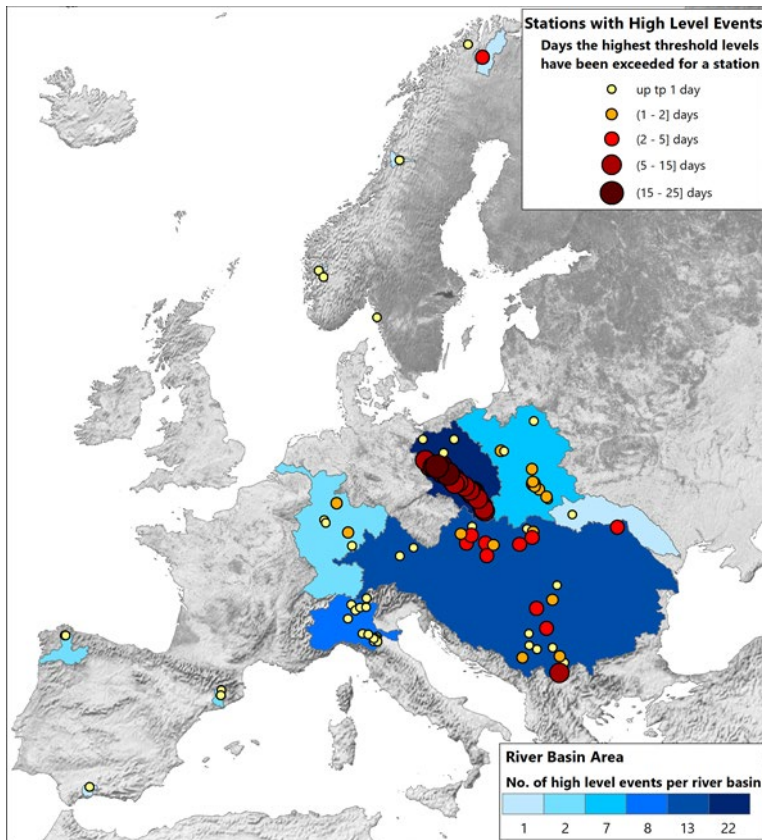 Stations with High Level Events
Days the highest threshold levels
have been exceeded for a station
up tp 1 day
(1 - 2] days
(2 - 5] days
(5 - 15] days
(15 - 25] days
River Basin Area
No. of high level events per river basin
1 2 7 8 13 22